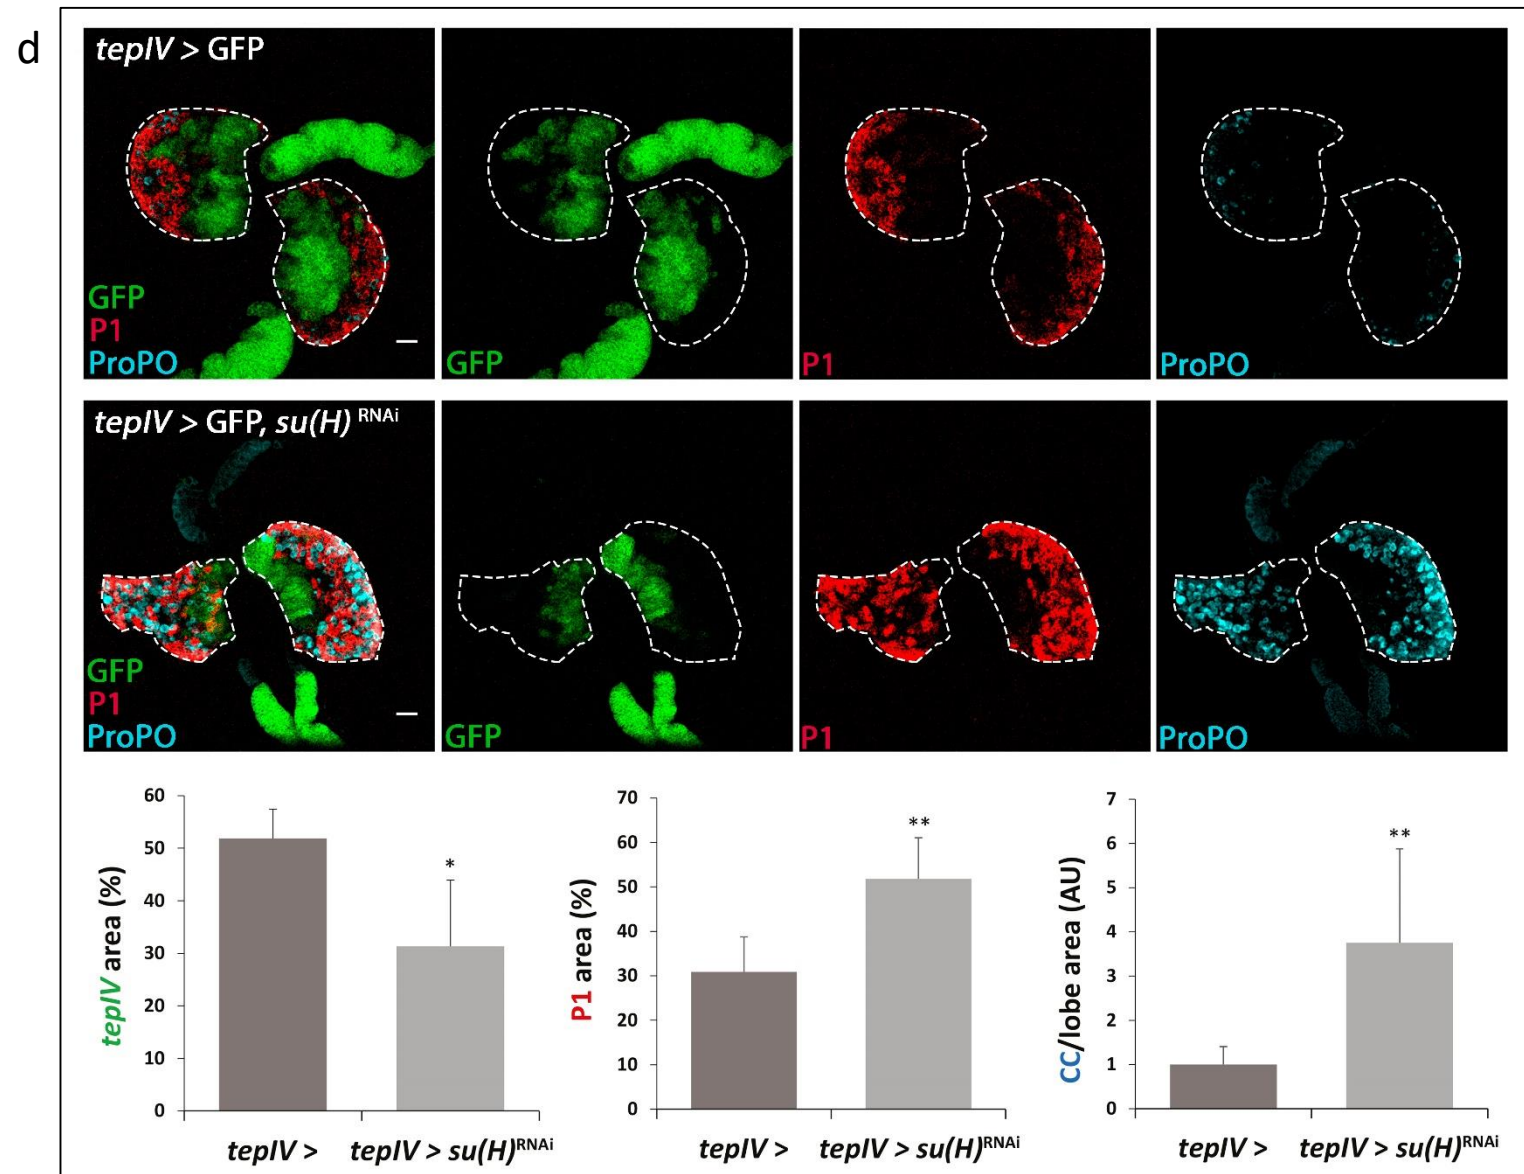 d
tepIV > GFP
GFP
P1
ProPO
GFP
P1
ProPO
tepIV > GFP, su(H) RNAi
GFP
P1
ProPO
GFP
P1
ProPO
60
50
40
30
20
10
0
tepIV area (%)
*
tepIV >
tepIV > su(H)RNAi
70
60
50
40
30
20
10
0
P1 area (%)
**
tepIV >
tepIV > su(H)RNAi
7
6
5
4
3
2
1
0
CC/lobe area (AU)
**
tepIV >
tepIV > su(H)RNAi